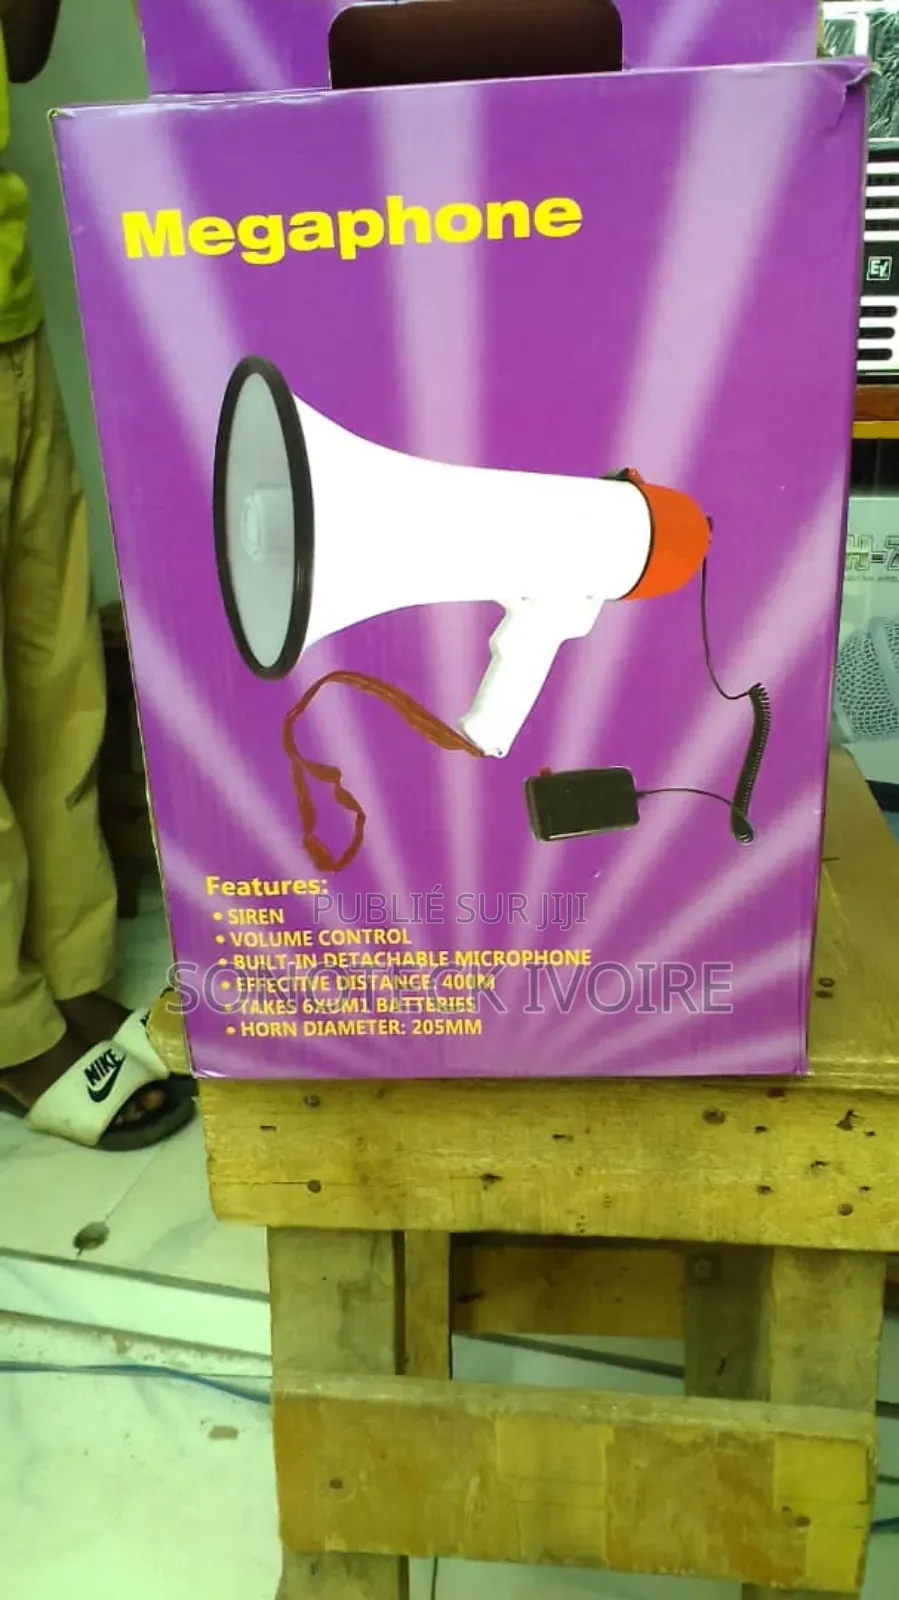 Megaphone
Features:
• SIREN
• VOLUME CONTROL
• BUILT-IN DETACHABLE MICROPHONE
• EFFECTIVE DISTANCE: 400M
• TAKES 6XUM1 BATTERIES
• HORN DIAMETER: 205MM
PUBLIÉ SUR JIJI
SONOTECK IVOIRE
NIKE
EV